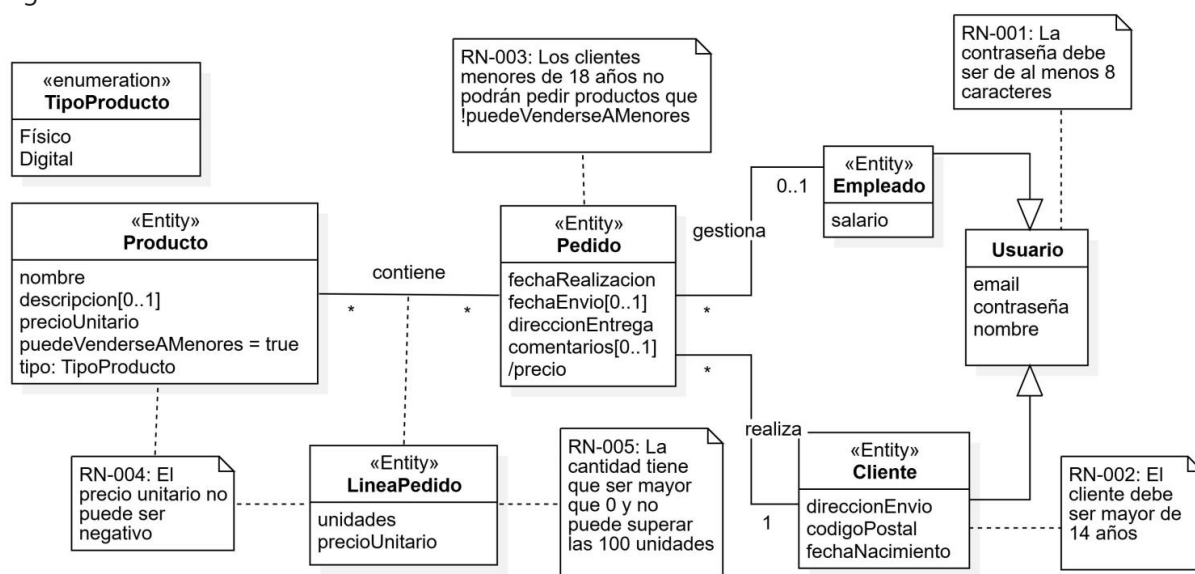 «enumeration»
TipoProducto
Físico
Digital
RN-003: Los clientes
menores de 18 años no
podrán pedir productos que
!puedeVenderseAMenores
RN-001: La
contraseña debe
ser de al menos 8
caracteres
«Entity»
Producto
nombre
descripcion[0..1]
precioUnitario
puedeVenderseAMenores = true
tipo: TipoProducto
contiene
*
*
«Entity»
Pedido
fechaRealizacion
fechaEnvio[0..1]
direccionEntrega
comentarios[0..1]
/precio
gestiona
0..1
*
«Entity»
Empleado
salario
Usuario
email
contraseña
nombre
*
realiza
1
«Entity»
Cliente
direccionEnvio
codigoPostal
fechaNacimiento
RN-004: El
precio unitario no
puede ser
negativo
«Entity»
LineaPedido
unidades
precioUnitario
RN-005: La
cantidad tiene
que ser mayor
que 0 y no
puede superar
las 100 unidades
RN-002: El
cliente debe
ser mayor de
14 años